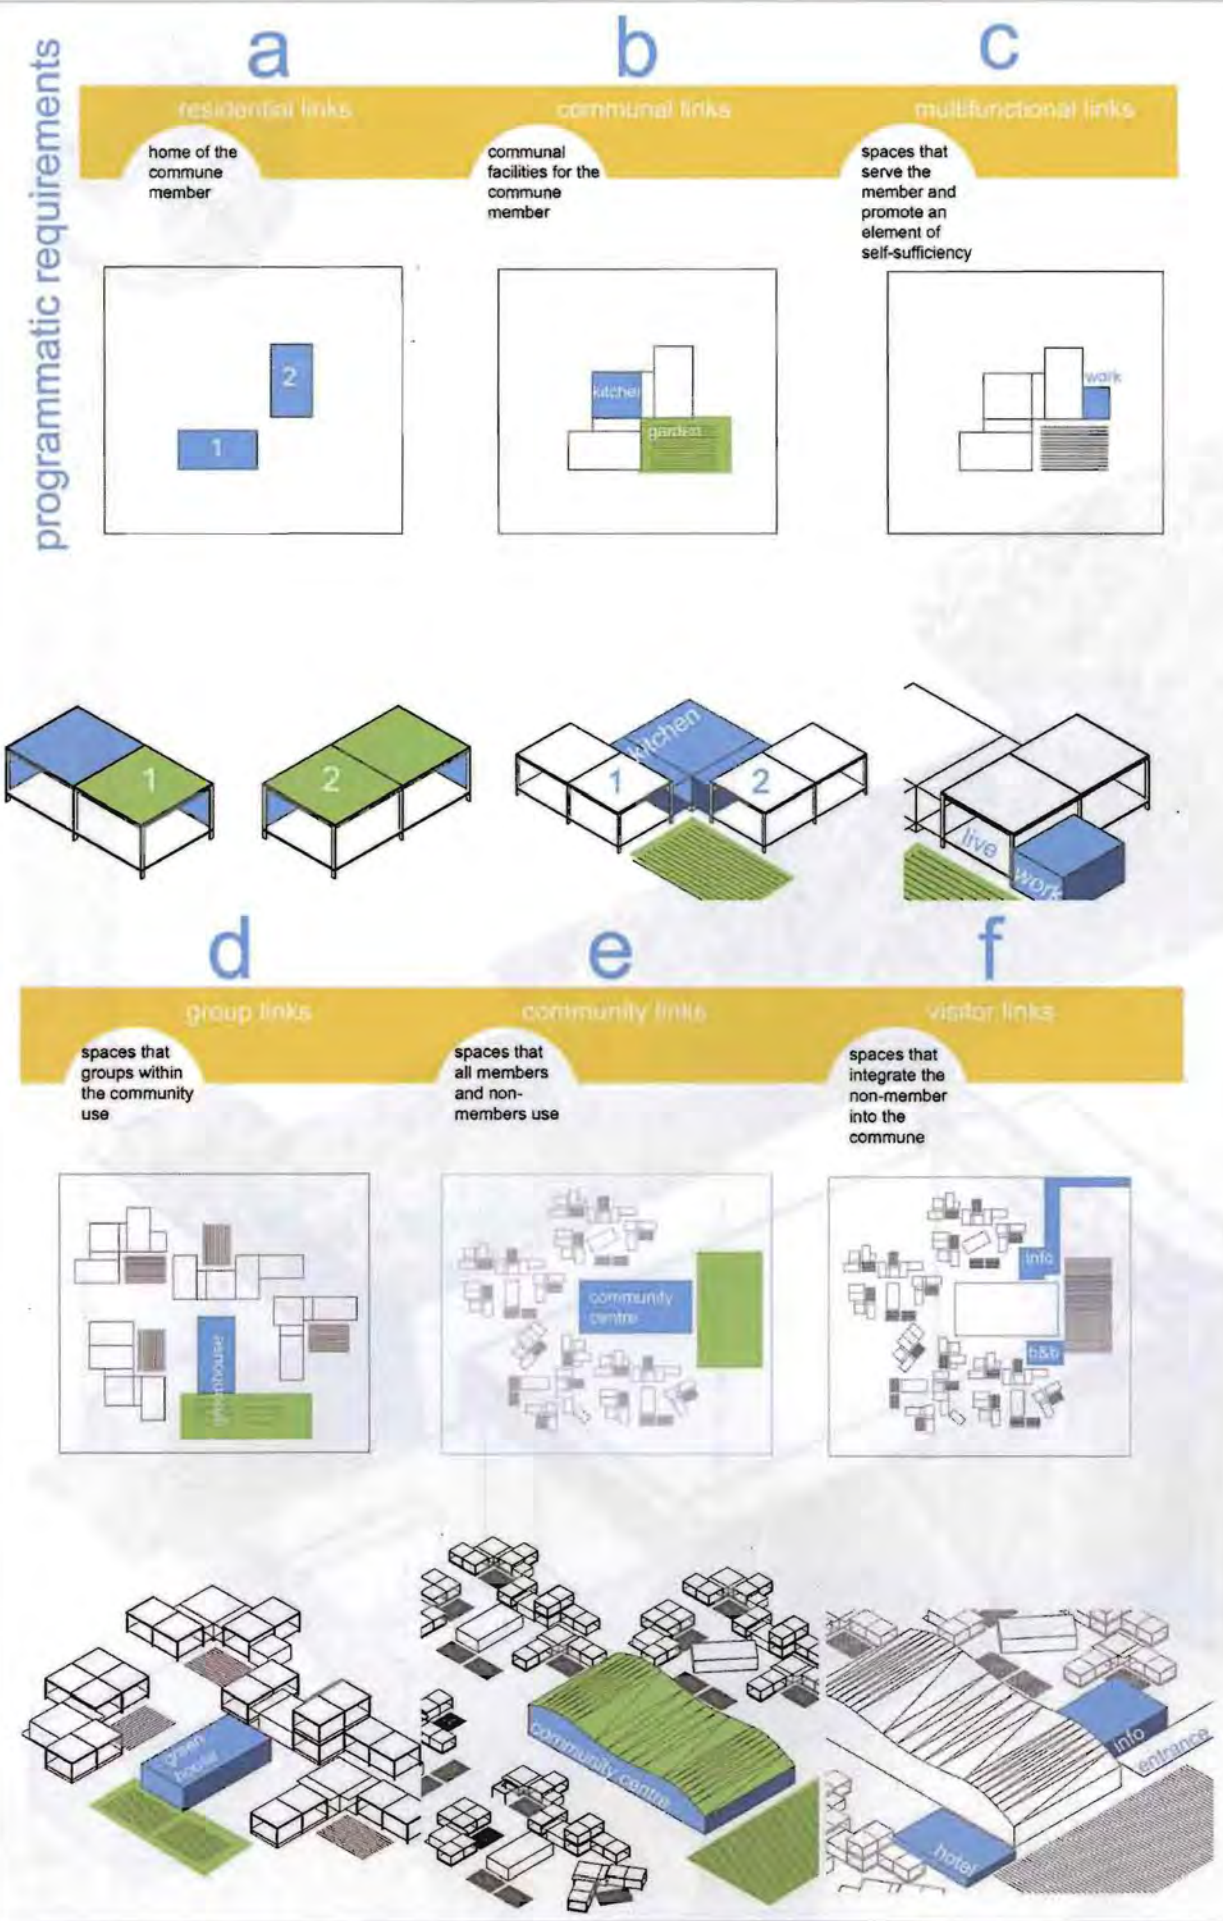 programmatic requirements
a
b
c
residential links
communal links
multifunctional links
home of the
commune
member
communal
facilities for the
commune
member
spaces that
serve the
member and
promote an
element of
self-sufficiency
2
1
kitchen
garden
work
1
2
kitchen
1
2
live
work
d
e
f
group links
community links
visitor links
spaces that
groups within
the community
use
spaces that
all members
and non-
members use
spaces that
integrate the
non-member
into the
commune
greenhouse
community
centre
info
b&b
green
house
community centre
info
entrance
hotel